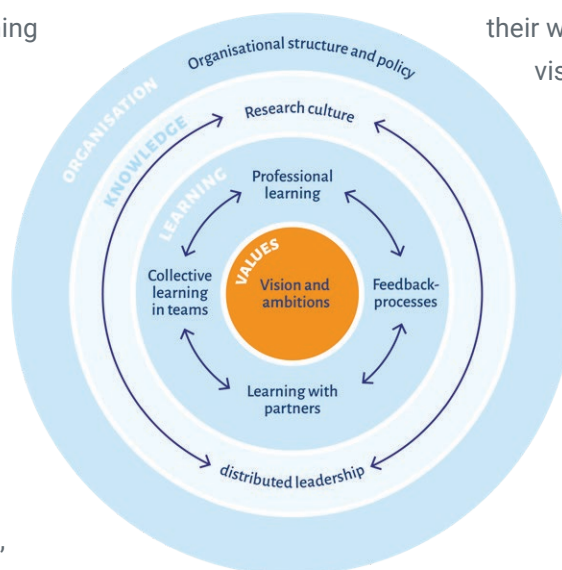 ing
their
Organisational structure and policy
ORGANISATION
KNOWLEDGE
Research culture
LEARNING
Professional
learning
VALUES
Vision and
ambitions
Collective
learning
in teams
Feedback-
processes
Learning with
partners
distributed leadership